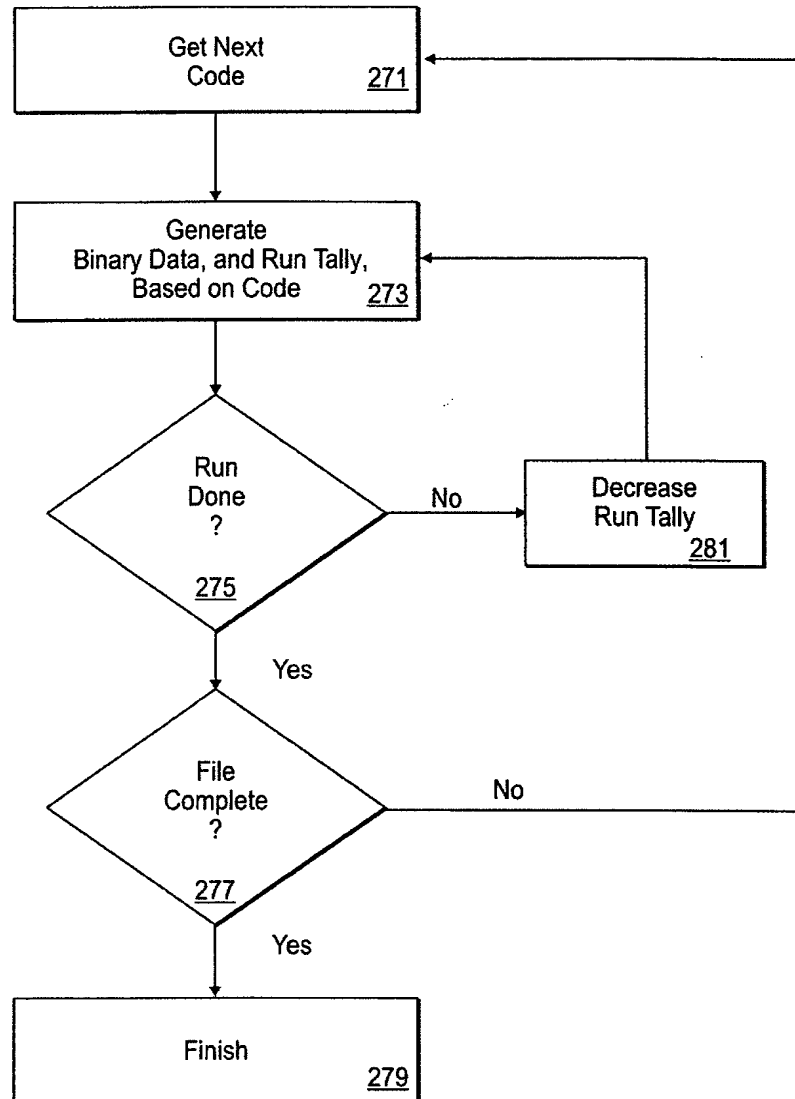 Get Next
Code
271
Generate
Binary Data, and Run Tally,
Based on Code
273
Run
Done
?
275
No
Decrease
Run Tally
281
Yes
File
Complete
?
277
No
Yes
Finish
279